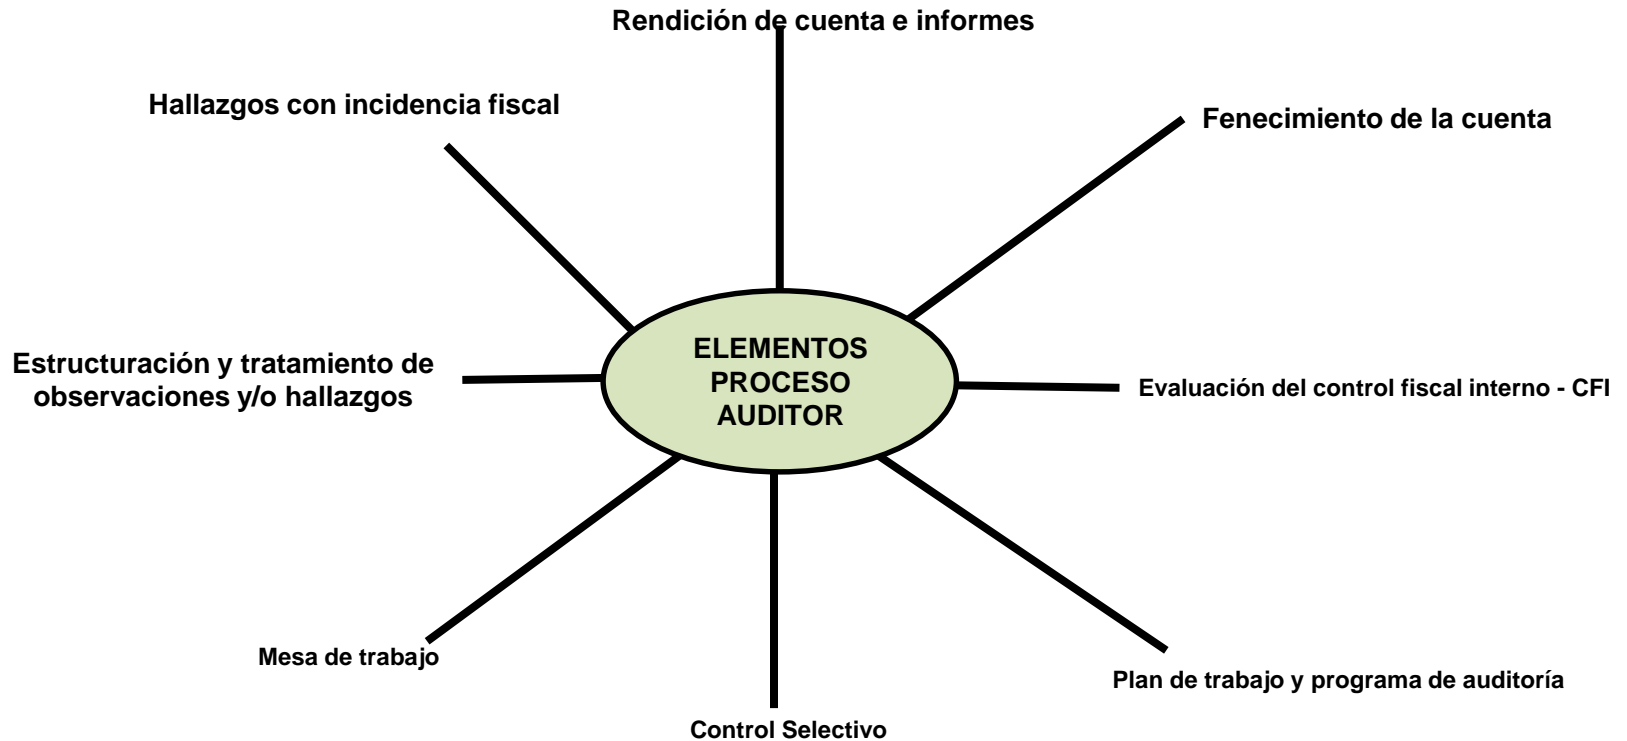 Rendición de cuenta e informes
Hallazgos con incidencia fiscal
Fenecimiento de la cuenta
ELEMENTOS
PROCESO
AUDITOR
Estructuración y tratamiento de
observaciones y/o hallazgos
Evaluación del control fiscal interno - CFI
Mesa de trabajo
Plan de trabajo y programa de auditoría
Control Selectivo